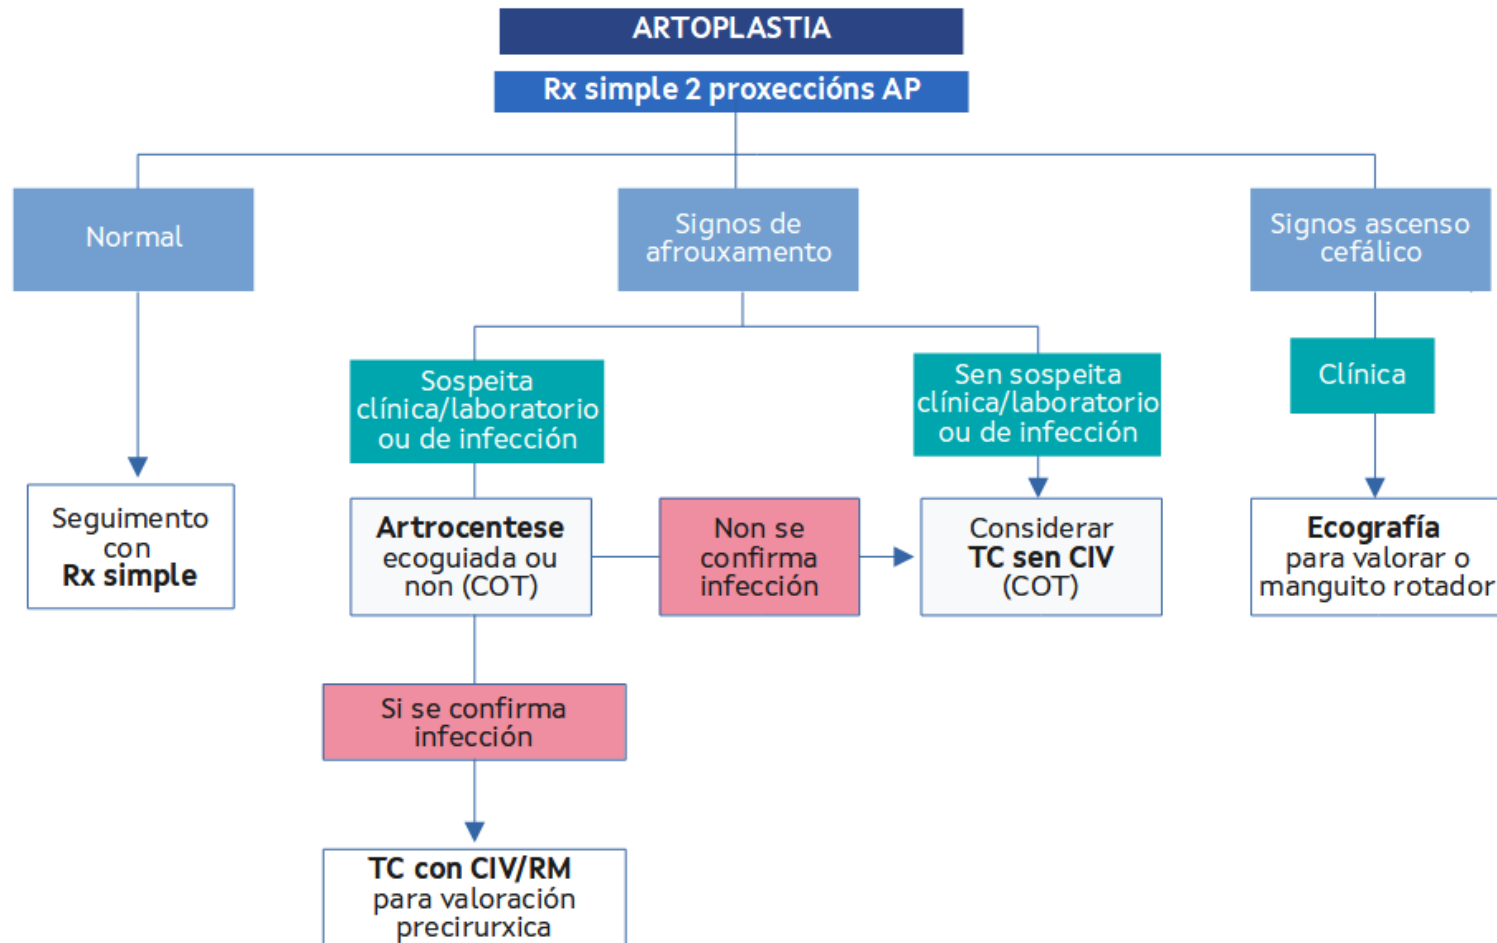 ARTOPLASTIA
Rx simple 2 proxeccións AP
Normal
Signos de
afrouxamento
Signos ascenso
cefálico
Sospeita
clínica/laboratorio
ou de infección
Sen sospeita
clínica/laboratorio
ou de infección
Clínica
Seguimento
con
Rx simple
Artrocentese
ecoguiada ou
non (COT)
Non se
confirma
infección
Considerar
TC sen CIV
(COT)
Ecografía
para valorar o
manguito rotador
Si se confirma
infección
TC con CIV/RM
para valoración
precirurxica